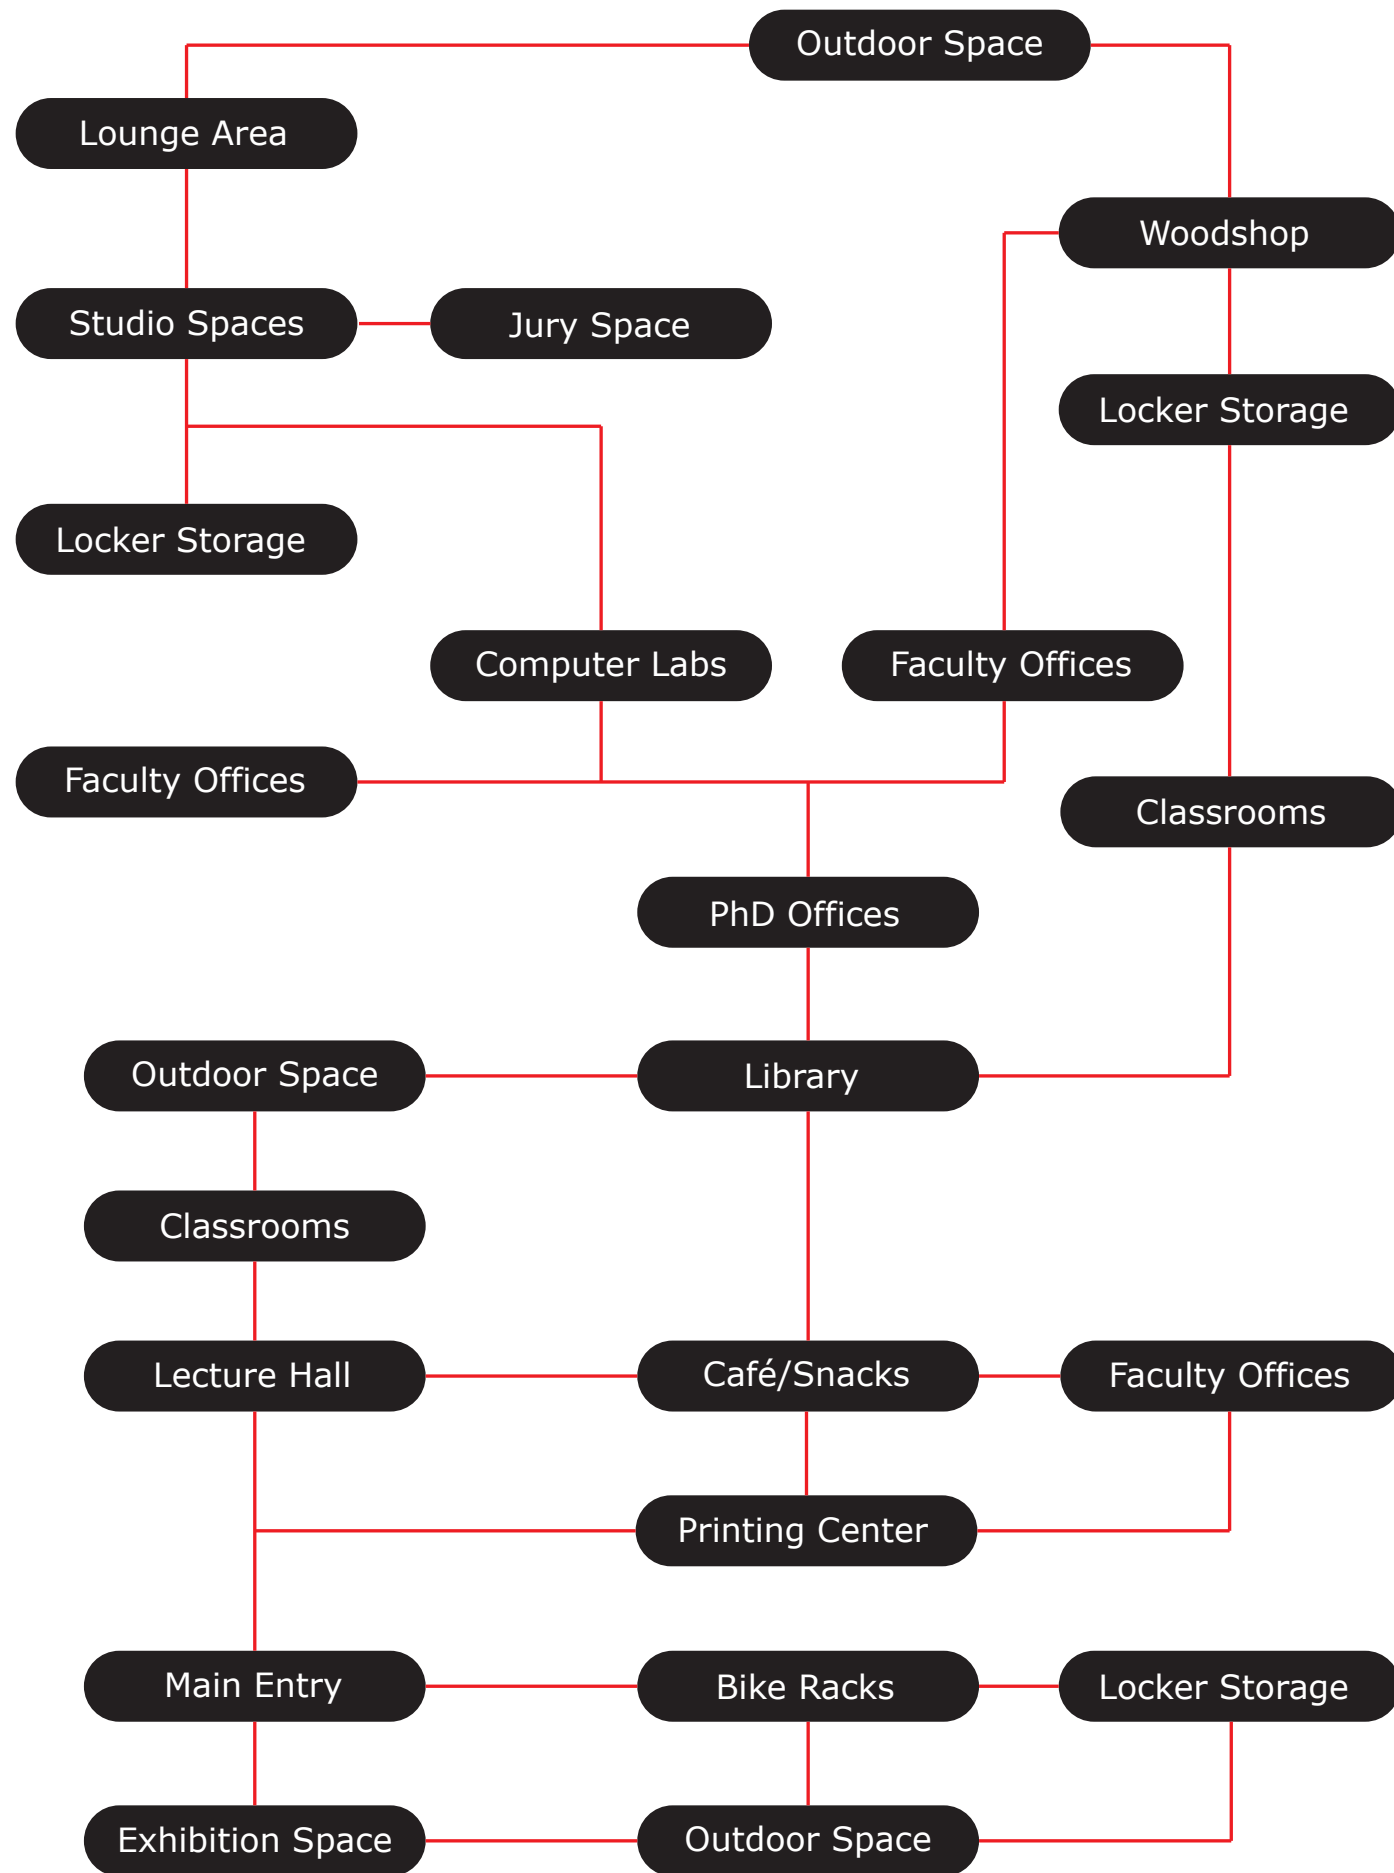 Outdoor Space
Lounge Area
Woodshop
Studio Spaces
Jury Space
Locker Storage
Locker Storage
Computer Labs
Faculty Offices
Faculty Offices
Classrooms
PhD Offices
Outdoor Space
Library
Classrooms
Lecture Hall
Café/Snacks
Faculty Offices
Printing Center
Main Entry
Bike Racks
Locker Storage
Exhibition Space
Outdoor Space